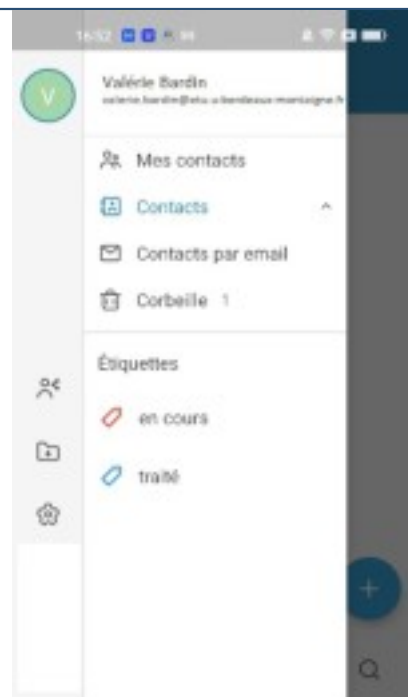 16:52
V
Valérie Bardin
valerie.bardin@etu.u-bordeaux-montaigne.fr
Mes contacts
Contacts
Contacts par email
Corbeille 1
Étiquettes
en cours
traité